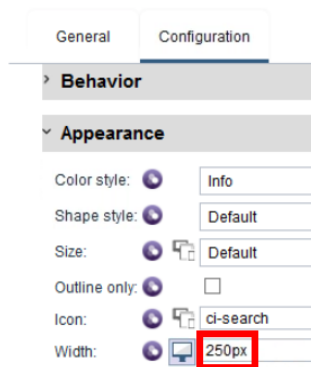 General Configuration
Behavior
Appearance
Color style: Info
Shape style: Default
Size: Default
Outline only:
Icon: ci-search
Width: 250px